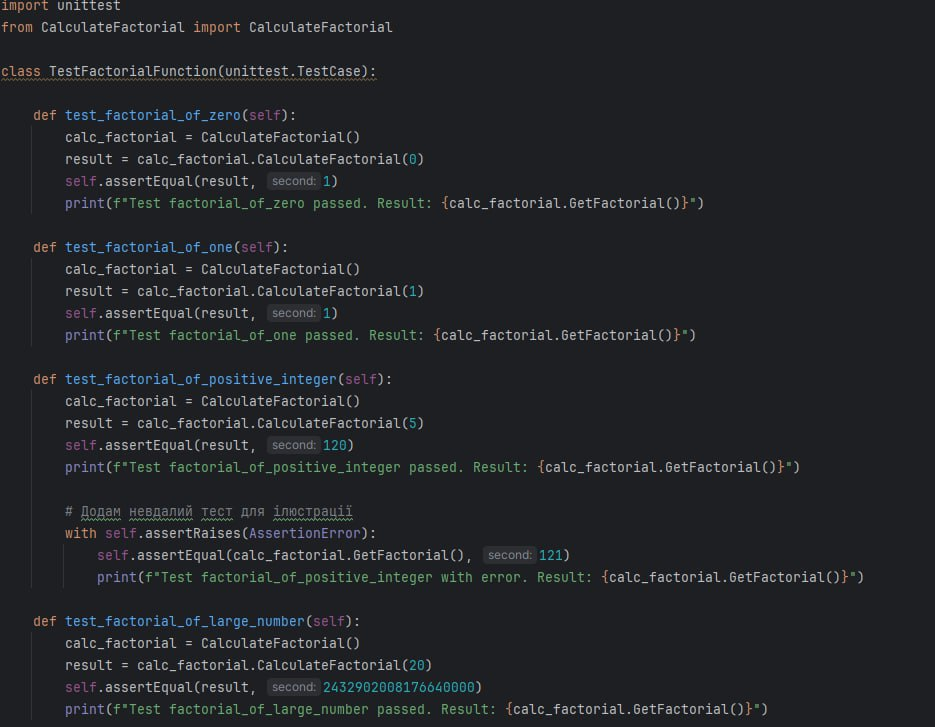 import unittest
from CalculateFactorial import CalculateFactorial
class TestFactorialFunction(unittest.TestCase):
def test_factorial_of_zero(self):
calc_factorial = CalculateFactorial()
result = calc_factorial.CalculateFactorial(0)
self.assertEqual(result, second: 1)
print(f"Test factorial_of_zero passed. Result: {calc_factorial.GetFactorial()}")
def test_factorial_of_one(self):
calc_factorial = CalculateFactorial()
result = calc_factorial.CalculateFactorial(1)
self.assertEqual(result, second: 1)
print(f"Test factorial_of_one passed. Result: {calc_factorial.GetFactorial()}")
def test_factorial_of_positive_integer(self):
calc_factorial = CalculateFactorial()
result = calc_factorial.CalculateFactorial(5)
self.assertEqual(result, second: 120)
print(f"Test factorial_of_positive_integer passed. Result: {calc_factorial.GetFactorial()}")
# Додам невдалий тест для ілюстрації
with self.assertRaises(AssertionError):
self.assertEqual(calc_factorial.GetFactorial(), second: 121)
print(f"Test factorial_of_positive_integer with error. Result: {calc_factorial.GetFactorial()}")
def test_factorial_of_large_number(self):
calc_factorial = CalculateFactorial()
result = calc_factorial.CalculateFactorial(20)
self.assertEqual(result, second: 2432902008176640000)
print(f"Test factorial_of_large_number passed. Result: {calc_factorial.GetFactorial()}")